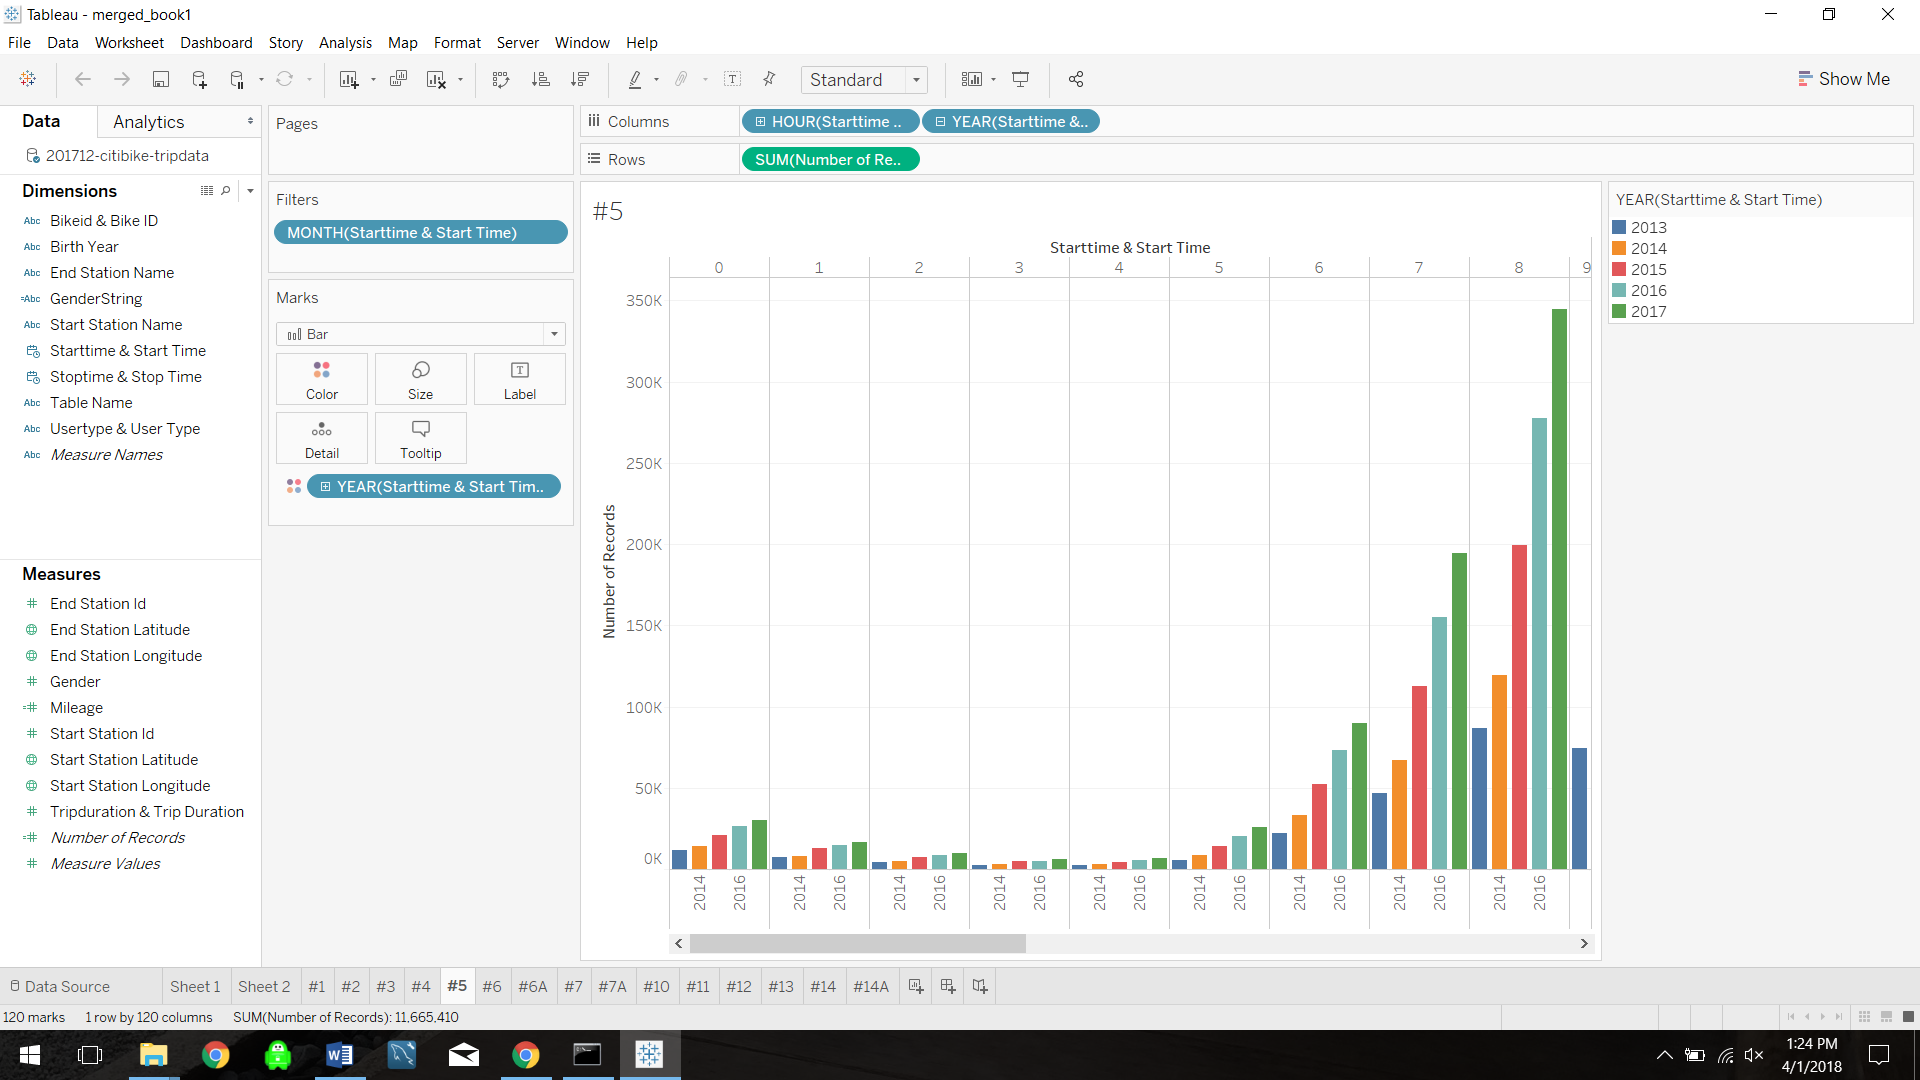 Tableau - merged_book1
File Data Worksheet Dashboard Story Analysis Map Format Server Window Help
Standard
Show Me
Data Analytics
201712-citibike-tripdata
Dimensions
Abc Bikeid & Bike ID
Abc Birth Year
Abc End Station Name
=Abc GenderString
Abc Start Station Name
Starttime & Start Time
Stoptime & Stop Time
Abc Table Name
Abc Usertype & User Type
Abc Measure Names
Measures
# End Station Id
End Station Latitude
End Station Longitude
# Gender
=# Mileage
# Start Station Id
Start Station Latitude
Start Station Longitude
# Tripduration & Trip Duration
=# Number of Records
# Measure Values
Pages
Filters
MONTH(Starttime & Start Time)
Marks
Bar
Color Size Label
Detail Tooltip
YEAR(Starttime & Start Tim..
Columns HOUR(Starttime .. YEAR(Starttime &..
Rows SUM(Number of Re..
#5
Starttime & Start Time
0 1 2 3 4 5 6 7 8 9
350K
300K
250K
200K
150K
100K
50K
0K
Number of Records
2014 2016 2014 2016 2014 2016 2014 2016 2014 2016 2014 2016 2014 2016 2014 2016 2014 2016
YEAR(Starttime & Start Time)
2013
2014
2015
2016
2017
Data Source Sheet 1 Sheet 2 #1 #2 #3 #4 #5 #6 #6A #7 #7A #10 #11 #12 #13 #14 #14A
120 marks 1 row by 120 columns SUM(Number of Records): 11,665,410
1:24 PM
4/1/2018